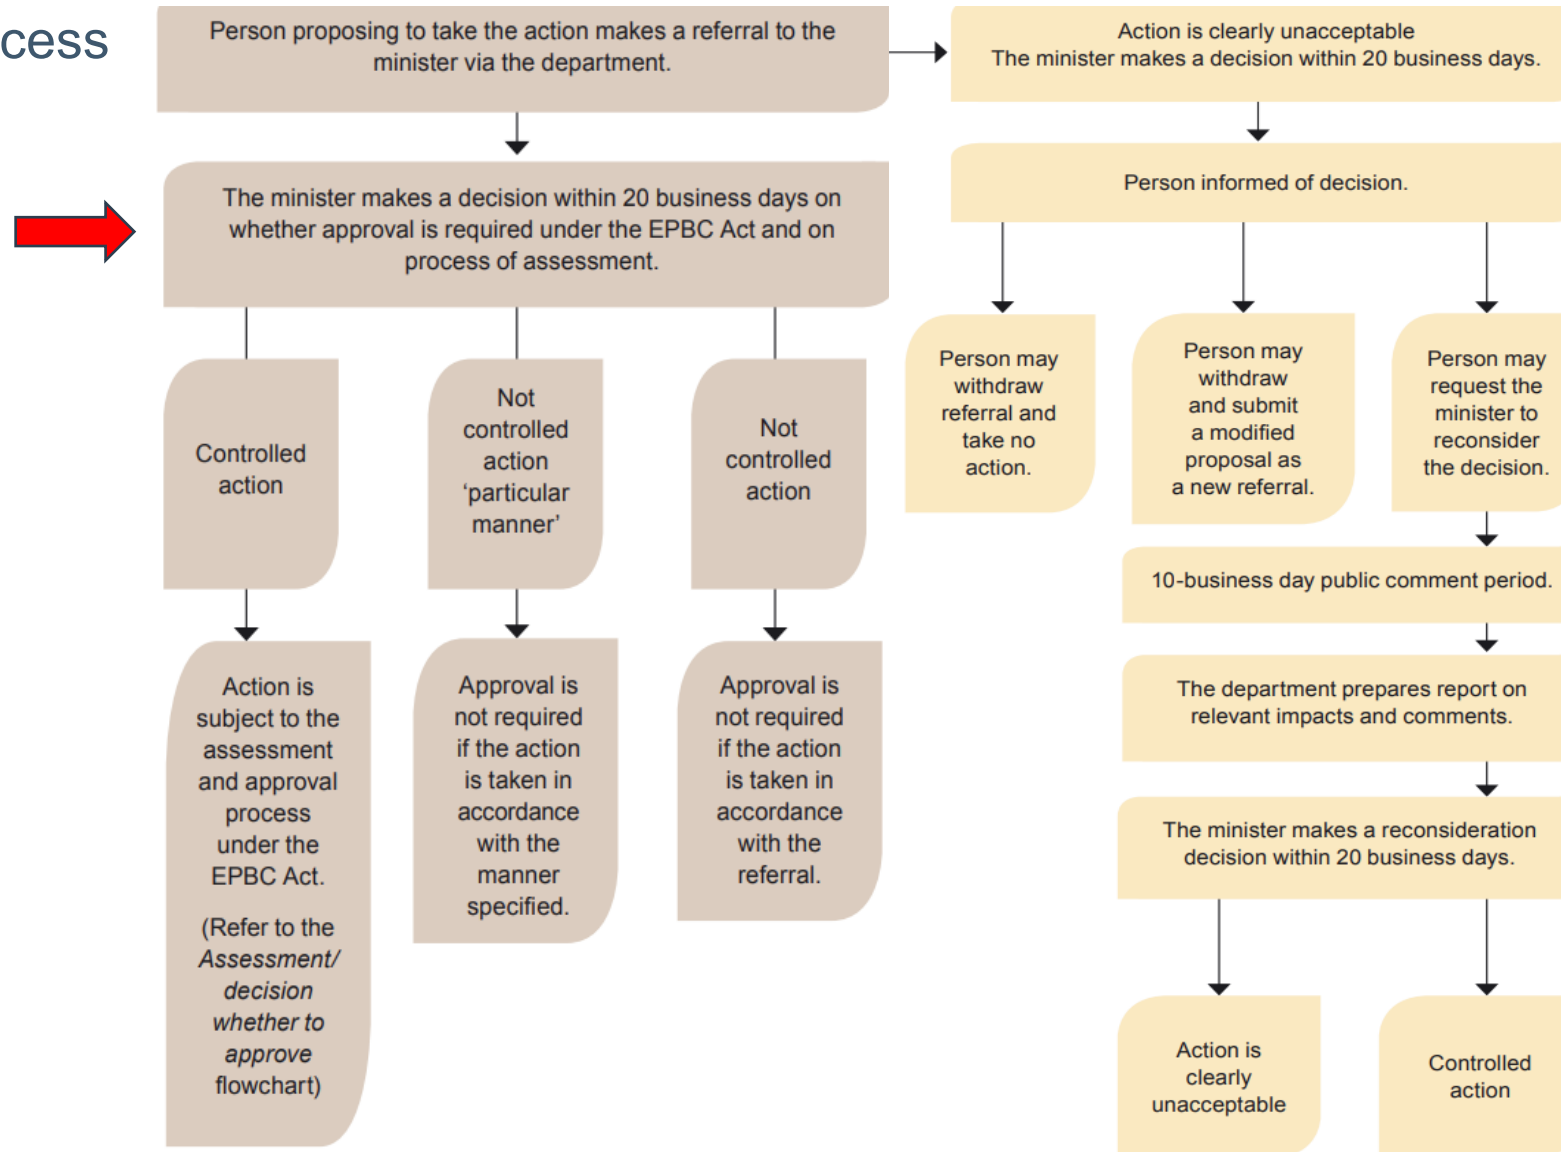 cess
Person proposing to take the action makes a referral to the
minister via the department.
The minister makes a decision within 20 business days on
whether approval is required under the EPBC Act and on
process of assessment.
Controlled
action
Not
controlled
action
‘particular
manner’
Not
controlled
action
Action is
subject to the
assessment
and approval
process
under the
EPBC Act.
(Refer to the
Assessment/
decision
whether to
approve
flowchart)
Approval is
not required
if the action
is taken in
accordance
with the
manner
specified.
Approval is
not required
if the action
is taken in
accordance
with the
referral.
Action is clearly unacceptable
The minister makes a decision within 20 business days.
Person informed of decision.
Person may
withdraw
referral and
take no
action.
Person may
withdraw
and submit
a modified
proposal as
a new referral.
Person may
request the
minister to
reconsider
the decision.
10-business day public comment period.
The department prepares report on
relevant impacts and comments.
The minister makes a reconsideration
decision within 20 business days.
Action is
clearly
unacceptable
Controlled
action